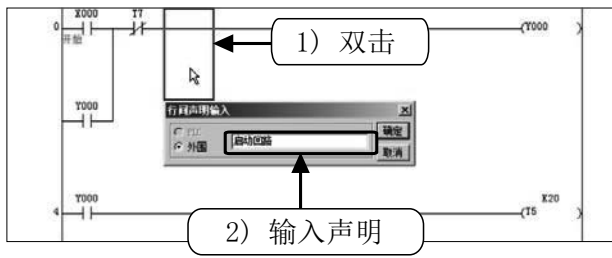 X000
T7
0
开始
1) 双击
(Y000 )
Y000
行间声明输入
PLC
外围
启动回路
确定
取消
Y000
4
K20
(T5 )
2) 输入声明